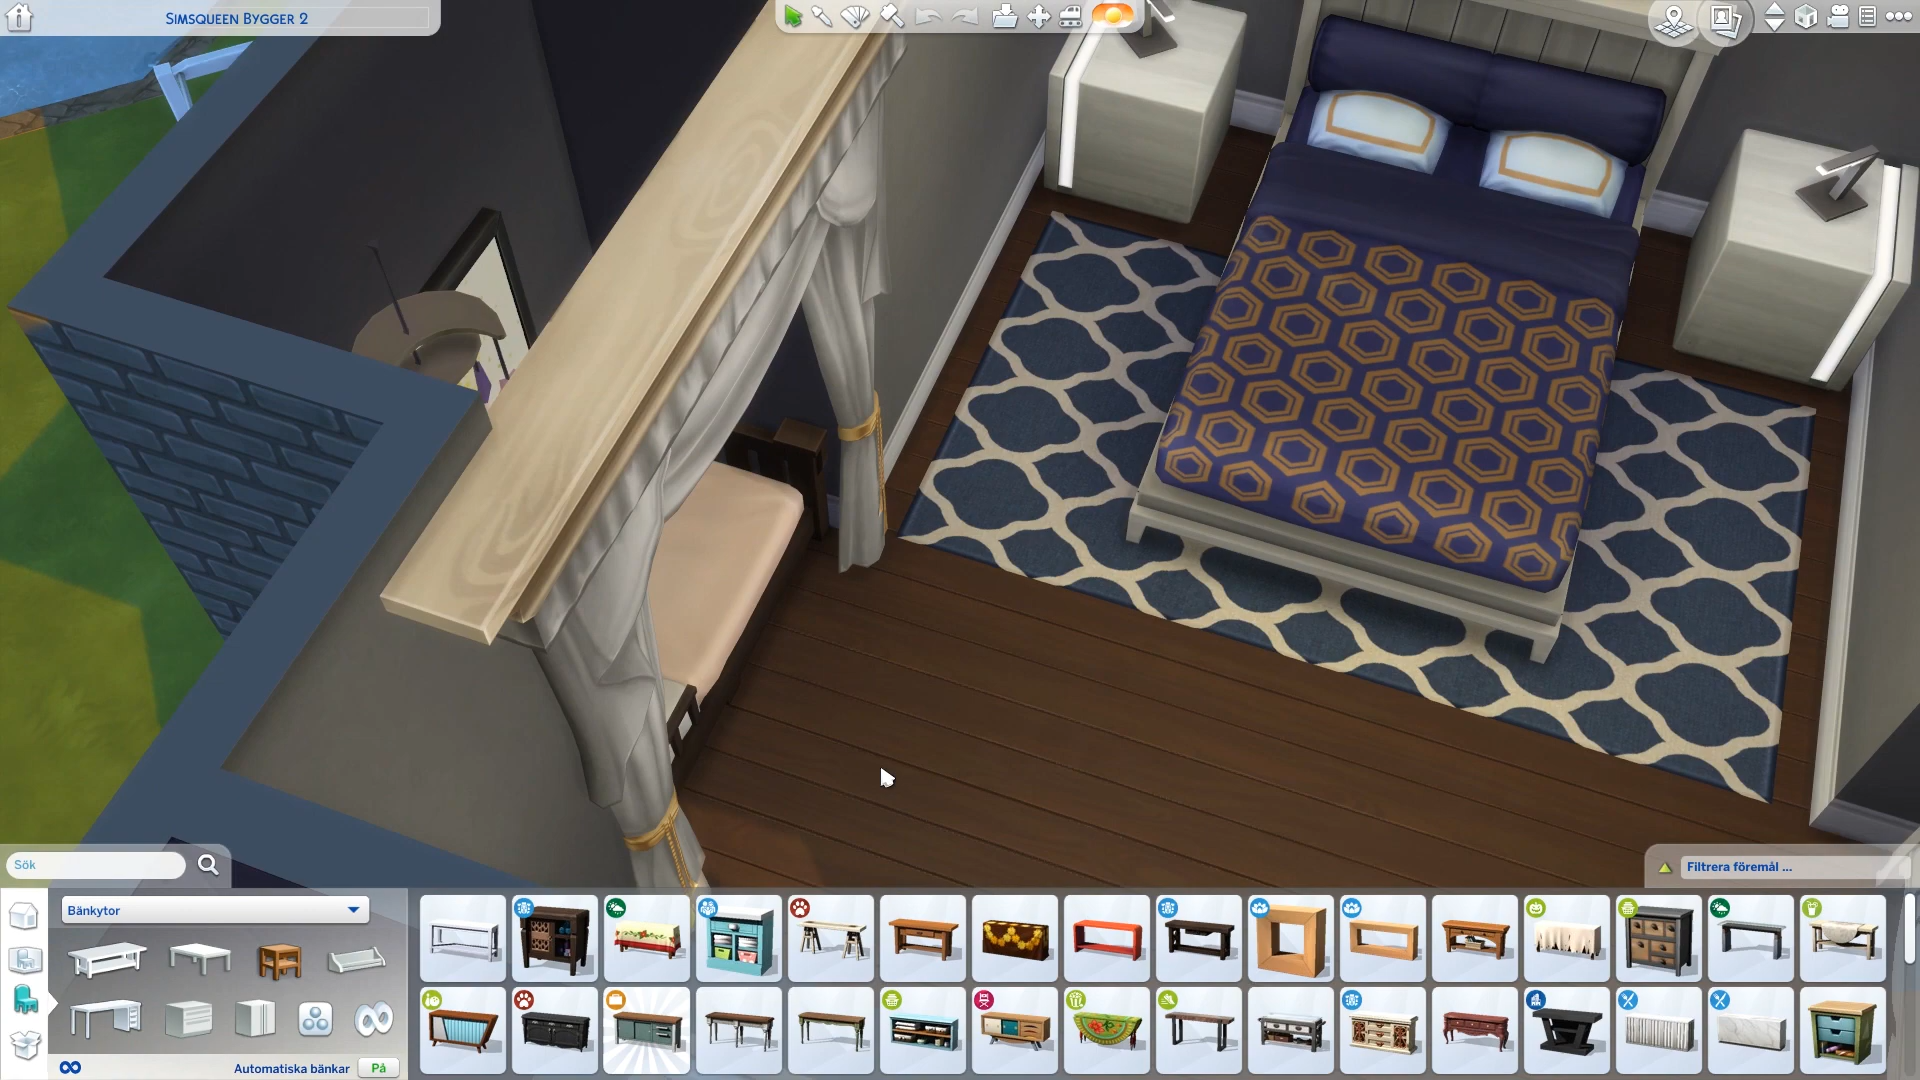 Simsqueen Bygger 2
Sök
Filtrera föremål ...
Bänkytor
Automatiska bänkar
På